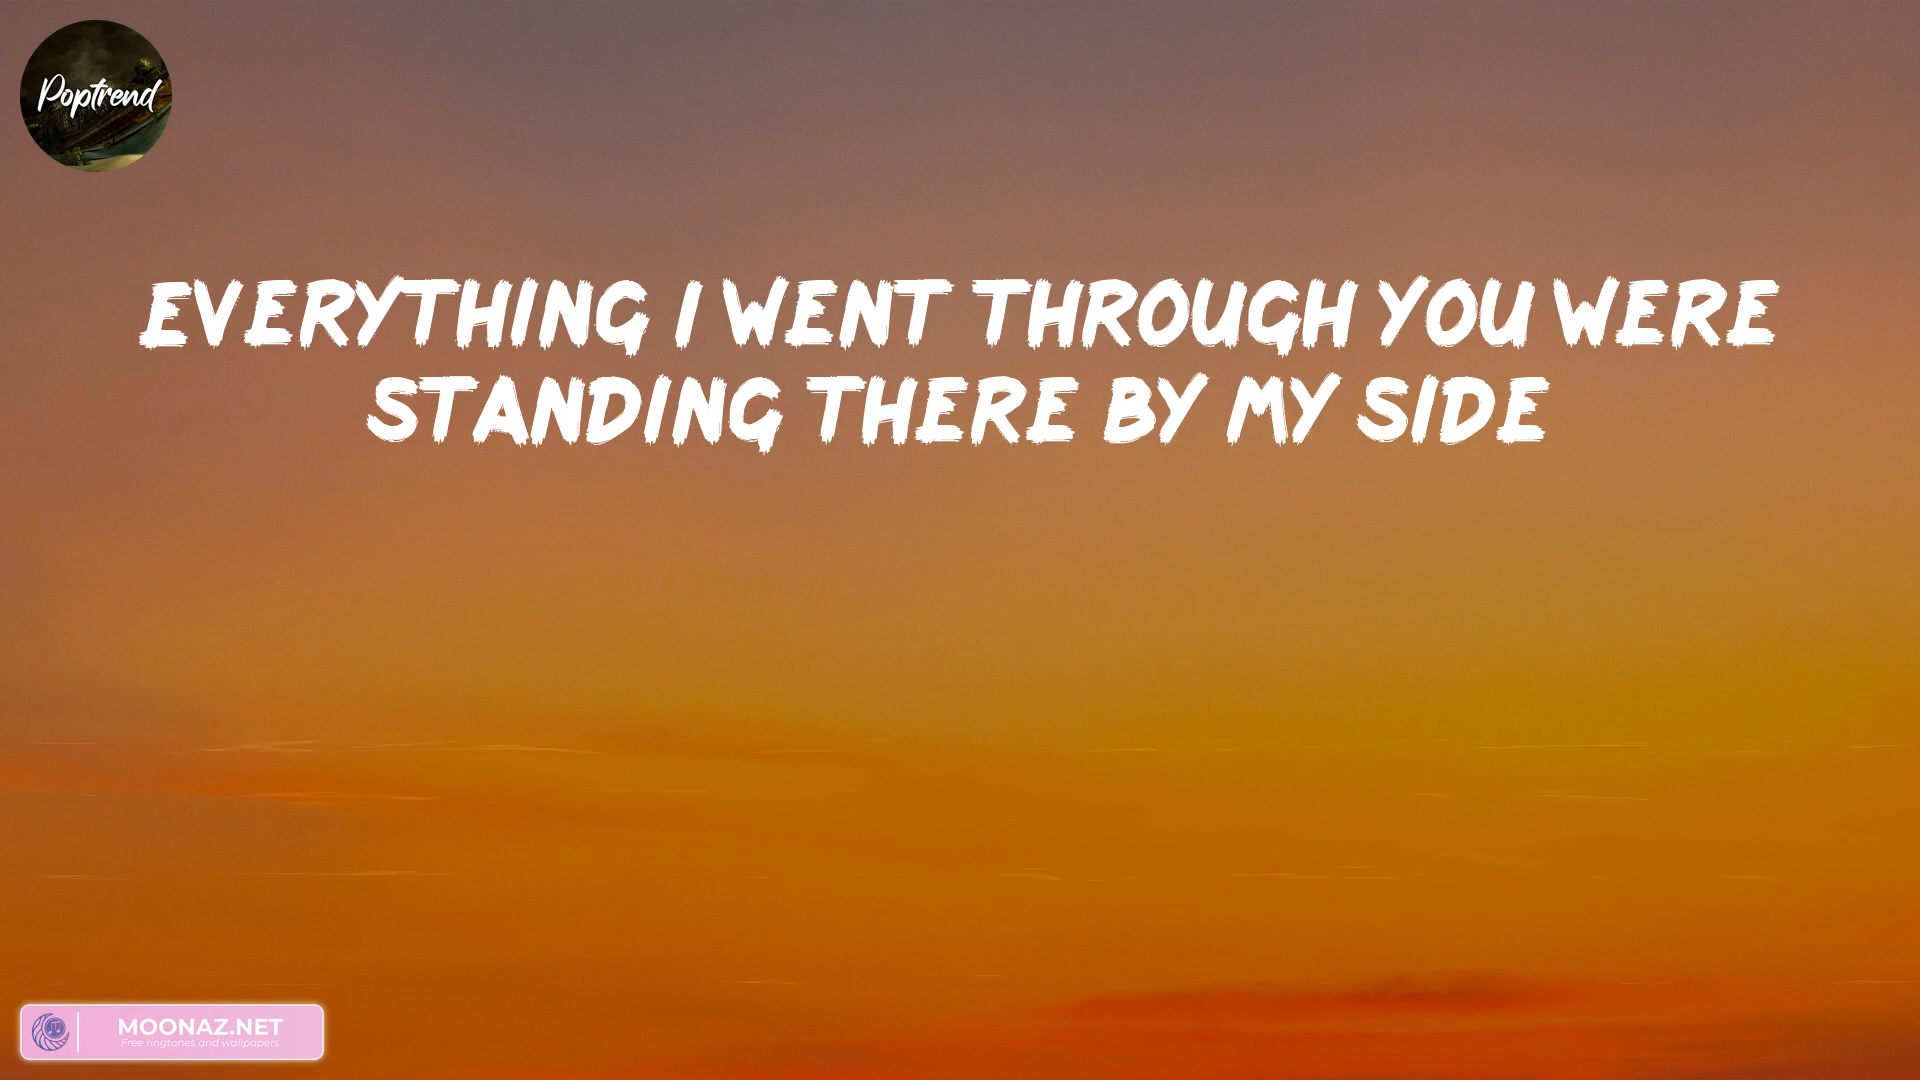 Poptrend
EVERYTHING I WENT THROUGH YOU WERE
STANDING THERE BY MY SIDE
MOONAZ.NET
Free ringtones and wallpapers